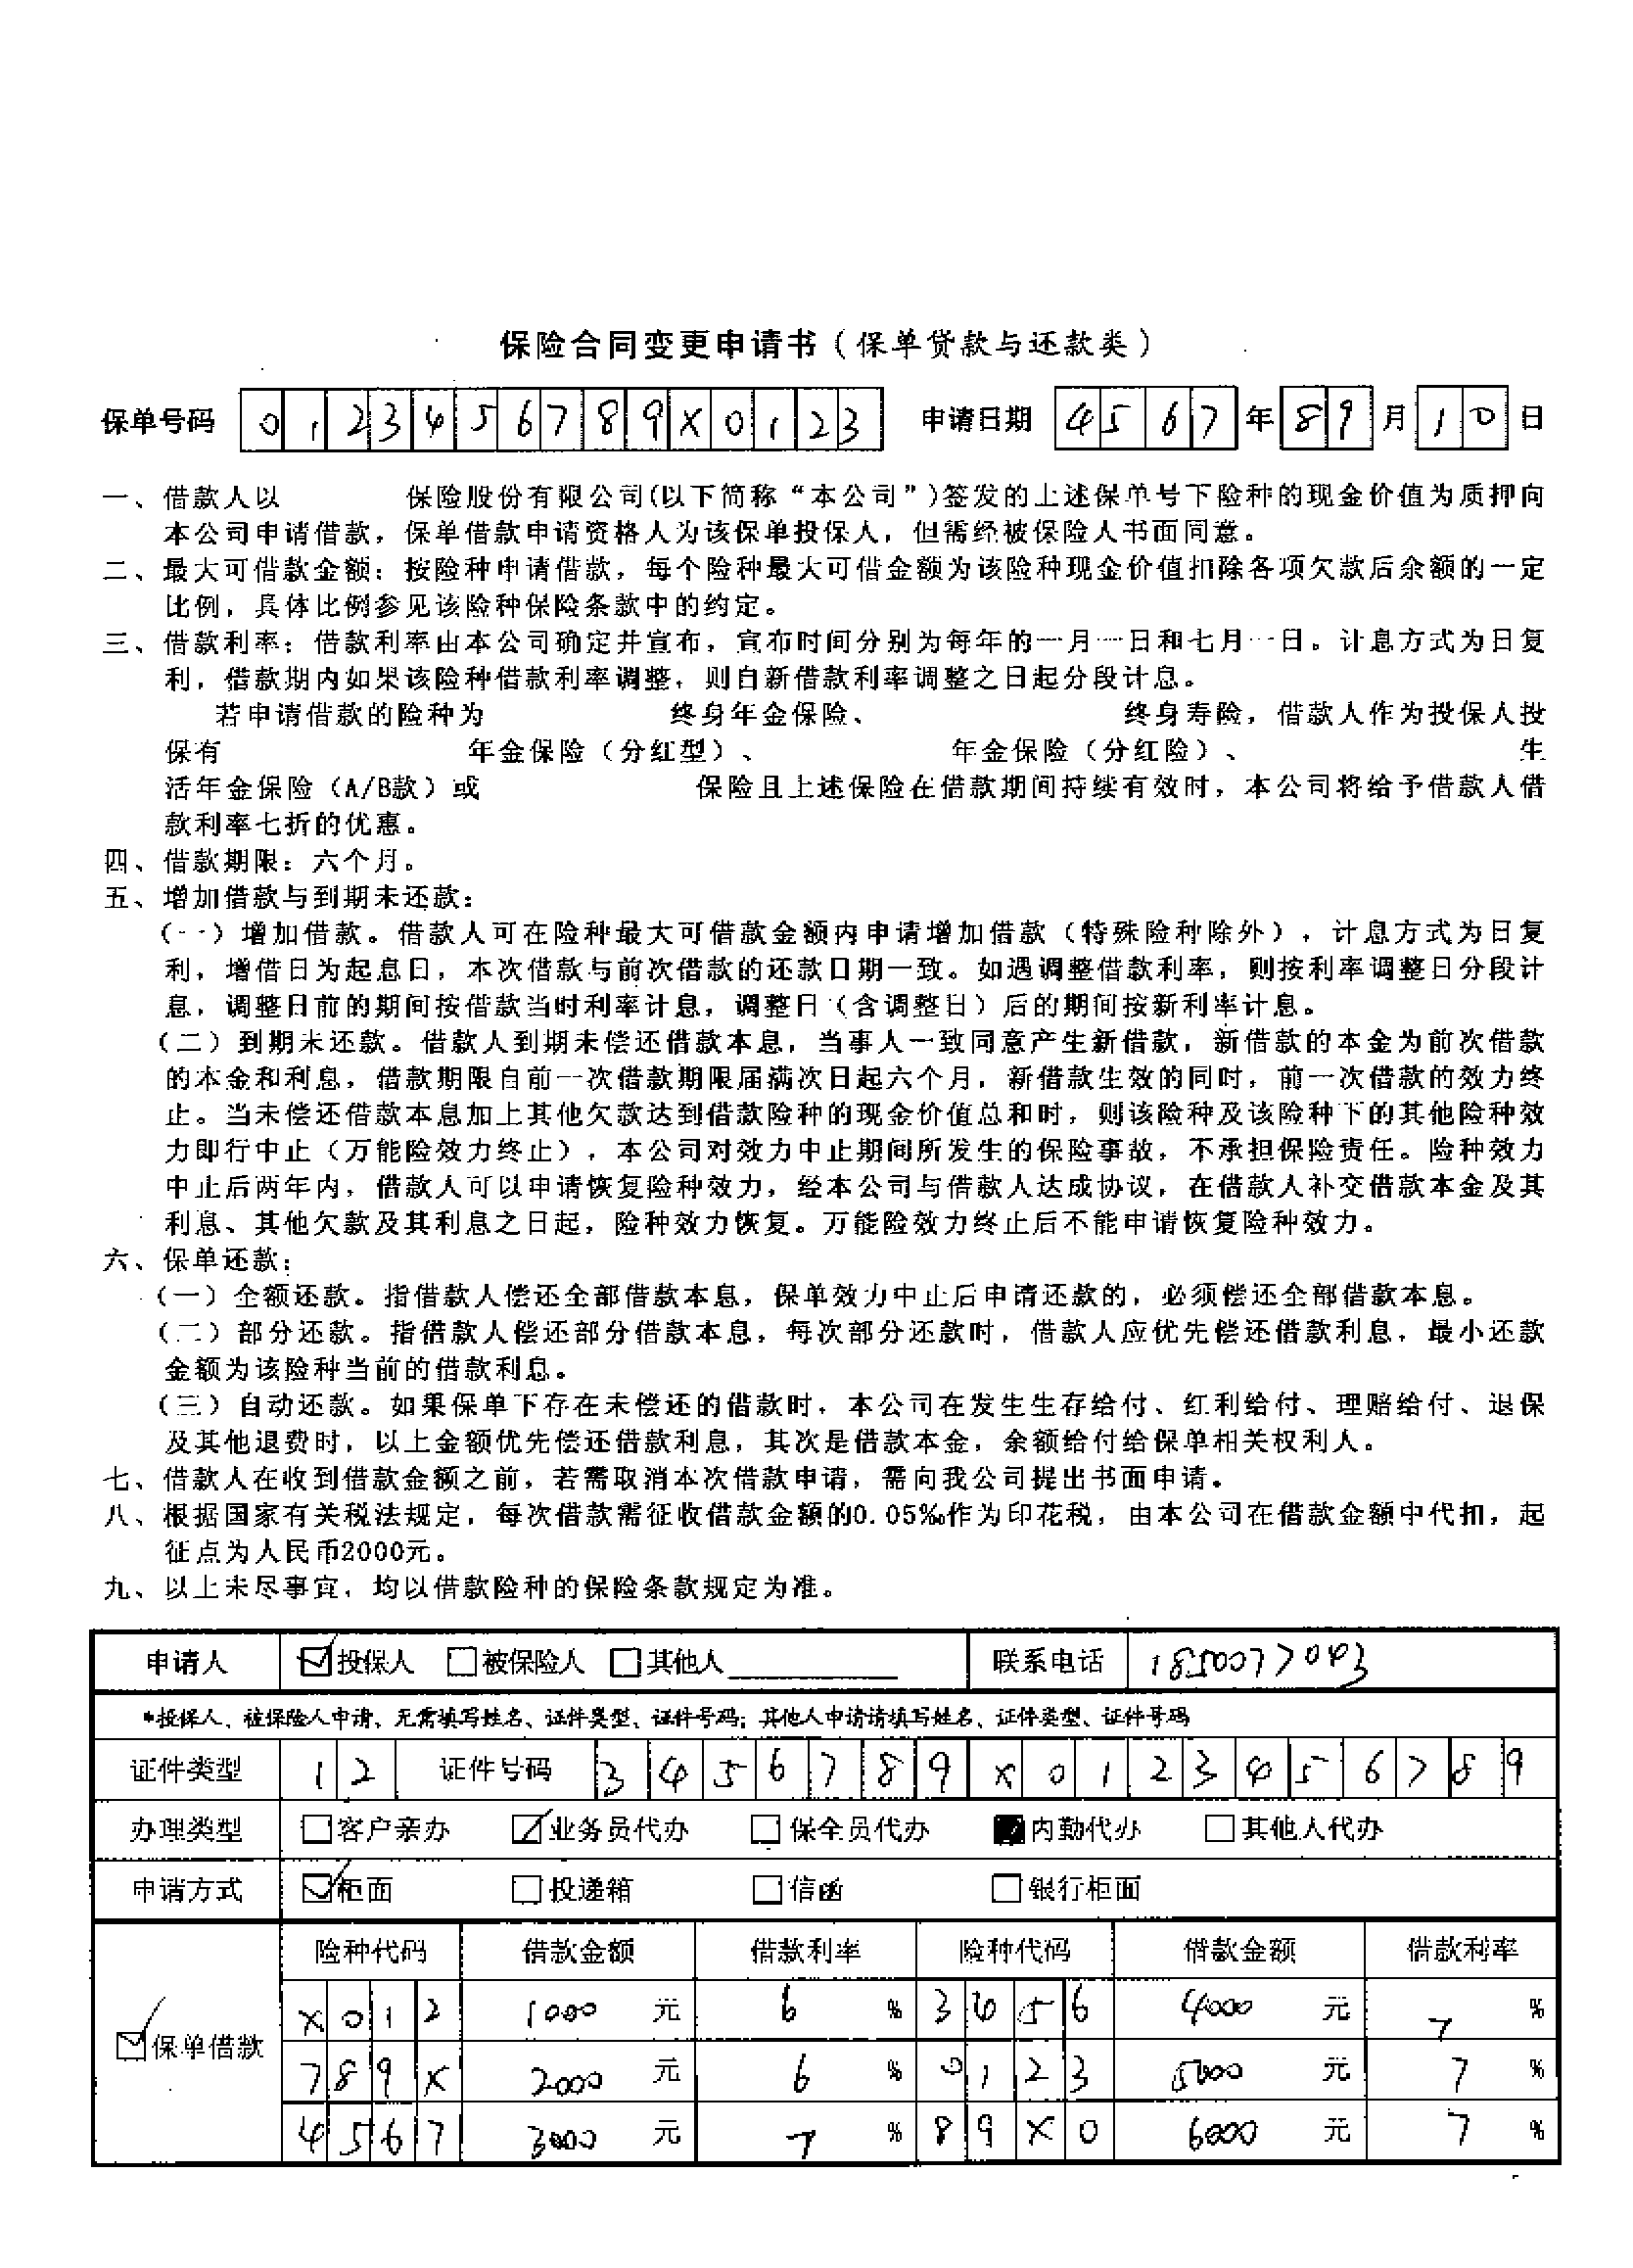 保险合同变更申请书（保单贷款与还款类）
保单号码 0 1 2 3 4 5 6 7 8 9 X 0 1 2 3 申请日期 4 5 6 7 年 8 9 月 1 0 日
一、借款人以 保险股份有限公司(以下简称“本公司”)签发的上述保单号下险种的现金价值为质押向
本公司申请借款，保单借款申请资格人为该保单投保人，但需经被保险人书面同意。
二、最大可借款金额：按险种申请借款，每个险种最大可借金额为该险种现金价值扣除各项欠款后余额的一定
比例，具体比例参见该险种保险条款中的约定。
三、借款利率：借款利率由本公司确定并宣布，宣布时间分别为每年的一月一日和七月一日。计息方式为日复
利，借款期内如果该险种借款利率调整，则自新借款利率调整之日起分段计息。
若申请借款的险种为 终身年金保险、 终身寿险，借款人作为投保人投
保有 年金保险（分红型）、 年金保险（分红险）、 生
活年金保险（A/B款）或 保险且上述保险在借款期间持续有效时，本公司将给予借款人借
款利率七折的优惠。
四、借款期限：六个月。
五、增加借款与到期未还款：
（一）增加借款。借款人可在险种最大可借款金额内申请增加借款（特殊险种除外），计息方式为日复
利，增借日为起息日，本次借款与前次借款的还款日期一致。如遇调整借款利率，则按利率调整日分段计
息，调整日前的期间按借款当时利率计息，调整日（含调整日）后的期间按新利率计息。
（二）到期未还款。借款人到期未偿还借款本息，当事人一致同意产生新借款，新借款的本金为前次借款
的本金和利息，借款期限自前一次借款期限届满次日起六个月，新借款生效的同时，前一次借款的效力终
止。当未偿还借款本息加上其他欠款达到借款险种的现金价值总和时，则该险种及该险种下的其他险种效
力即行中止（万能险效力终止），本公司对效力中止期间所发生的保险事故，不承担保险责任。险种效力
中止后两年内，借款人可以申请恢复险种效力，经本公司与借款人达成协议，在借款人补交借款本金及其
利息、其他欠款及其利息之日起，险种效力恢复。万能险效力终止后不能申请恢复险种效力。
六、保单还款：
（一）全额还款。指借款人偿还全部借款本息，保单效力中止后申请还款的，必须偿还全部借款本息。
（二）部分还款。指借款人偿还部分借款本息，每次部分还款时，借款人应优先偿还借款利息，最小还款
金额为该险种当前的借款利息。
（三）自动还款。如果保单下存在未偿还的借款时，本公司在发生生存给付、红利给付、理赔给付、退保
及其他退费时，以上金额优先偿还借款利息，其次是借款本金，余额给付给保单相关权利人。
七、借款人在收到借款金额之前，若需取消本次借款申请，需向我公司提出书面申请。
八、根据国家有关税法规定，每次借款需征收借款金额的0.05‰作为印花税，由本公司在借款金额中代扣，起
征点为人民币2000元。
九、以上未尽事宜，均以借款险种的保险条款规定为准。
申请人 ☑投保人 □被保险人 □其他人 联系电话 1850077043
*投保人、被保险人申请、无需填写姓名、证件类型、证件号码；其他人申请请填写姓名、证件类型、证件号码
证件类型 1 2 证件号码 3 4 5 6 7 8 9 X 0 1 2 3 4 5 6 7 8 9
办理类型 □客户亲办 ☑业务员代办 □保全员代办 ■内勤代办 □其他人代办
申请方式 ☑柜面 □投递箱 □信函 □银行柜面
险种代码 借款金额 借款利率 险种代码 借款金额 借款利率
X 0 1 2 1000 元 6 % 3 4 5 6 4000 元 7 %
☑保单借款
7 8 9 X 2000 元 6 % 0 1 2 3 5000 元 7 %
4 5 6 7 3000 元 7 % 8 9 X 0 6000 元 7 %